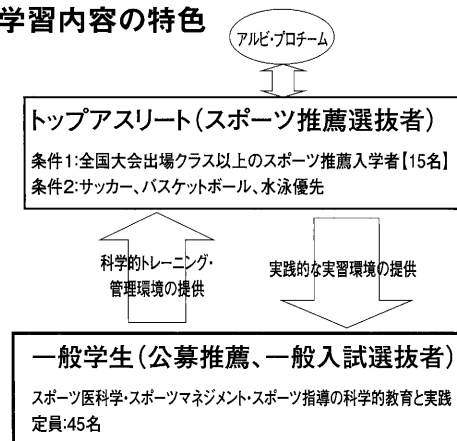 学習内容の特色
アルビ・プロチーム
トップアスリート(スポーツ推薦選抜者)
条件1:全国大会出場クラス以上のスポーツ推薦入学者【15名】
条件2:サッカー、バスケットボール、水泳優先
科学的トレーニング・
管理環境の提供
実践的な実習環境の提供
一般学生(公募推薦、一般入試選抜者)
スポーツ医科学・スポーツマネジメント・スポーツ指導の科学的教育と実践
定員:45名